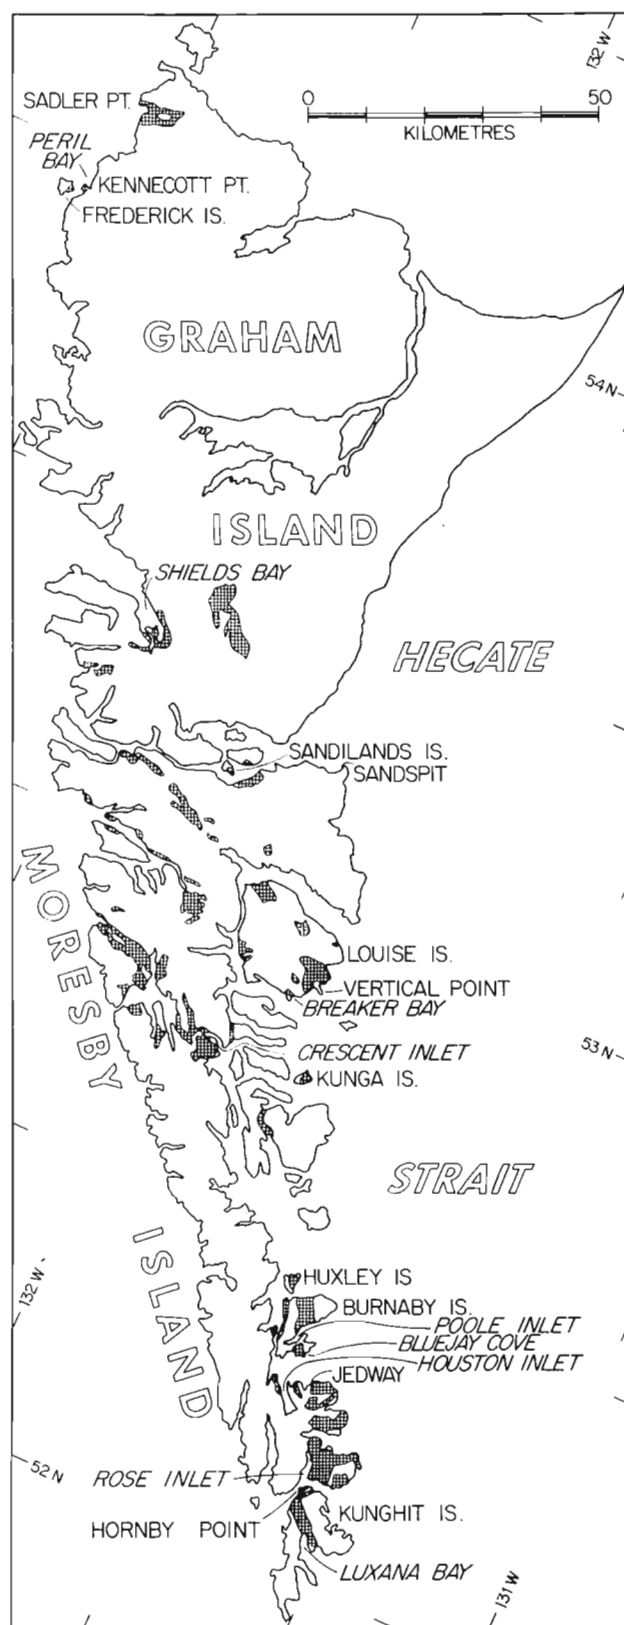 132 W
SADLER PT.
0 50
KILOMETRES
PERIL
BAY
KENNECOTT PT.
FREDERICK IS.
GRAHAM
54 N
ISLAND
SHIELDS BAY
HECATE
SANDILANDS IS.
SANDSPIT
MORESBY
LOUISE IS.
VERTICAL POINT
BREAKER BAY
53 N
CRESCENT INLET
KUNGA IS.
STRAIT
ISLAND
132 W
HUXLEY IS
BURNABY IS.
POOLE INLET
BLUEJAY COVE
HOUSTON INLET
JEDWAY
52 N
ROSE INLET
KUNGHIT IS.
HORNBY POINT
LUXANA BAY
131 W